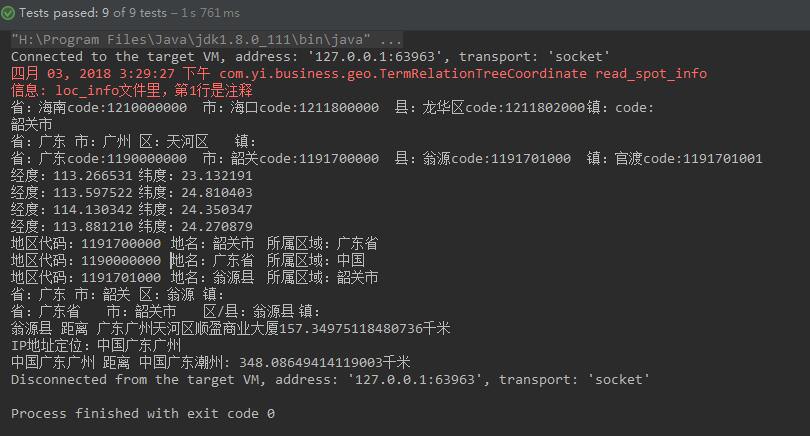 Tests passed: 9 of 9 tests – 1 s 761 ms
"H:\Program Files\Java\jdk1.8.0_111\bin\java" ...
Connected to the target VM, address: '127.0.0.1:63963', transport: 'socket'
四月 03, 2018 3:29:27 下午 com.yi.business.geo.TermRelationTreeCoordinate read_spot_info
信息: loc_info文件里，第1行是注释
省: 海南code:1210000000 市: 海口code:1211800000 县: 龙华区code:1211802000镇: code:
韶关市
省: 广东 市: 广州 区: 天河区 镇:
省: 广东code:1190000000 市: 韶关code:1191700000 县: 翁源code:1191701000 镇: 官渡code:1191701001
经度: 113.266531 纬度: 23.132191
经度: 113.597522 纬度: 24.810403
经度: 114.130342 纬度: 24.350347
经度: 113.881210 纬度: 24.270879
地区代码: 1191700000 地名: 韶关市 所属区域: 广东省
地区代码: 1190000000 地名: 广东省 所属区域: 中国
地区代码: 1191701000 地名: 翁源县 所属区域: 韶关市
省: 广东 市: 韶关 区: 翁源 镇:
省: 广东省 市: 韶关市 区/县: 翁源县 镇:
翁源县 距离 广东广州天河区顺盈商业大厦157.34975118480736千米
IP地址定位: 中国广东广州
中国广东广州 距离 中国广东潮州: 348.08649414119003千米
Disconnected from the target VM, address: '127.0.0.1:63963', transport: 'socket'
Process finished with exit code 0